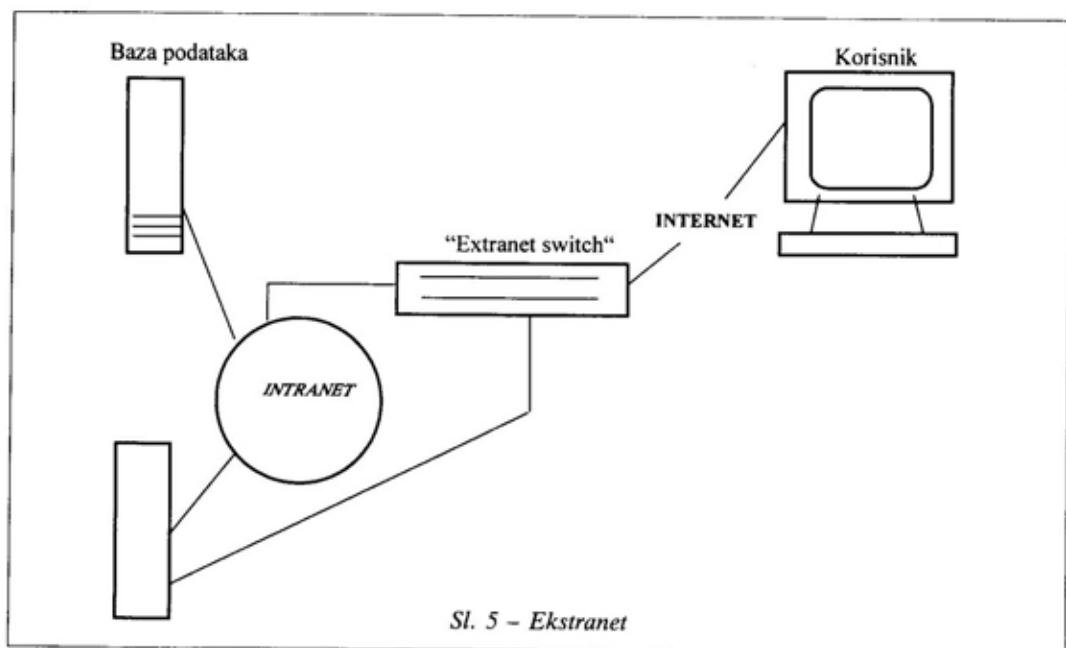 Baza podataka
Korisnik
INTERNET
“Extranet switch“
INTRANET
Sl. 5 – Ekstranet